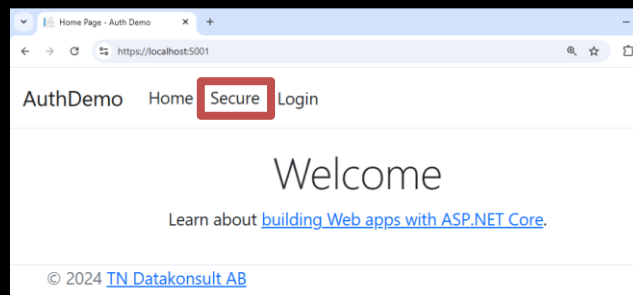 Home Page - Auth Demo
https://localhost:5001
AuthDemo Home Secure Login
Welcome
Learn about building Web apps with ASP.NET Core.
© 2024 TN Datakonsult AB